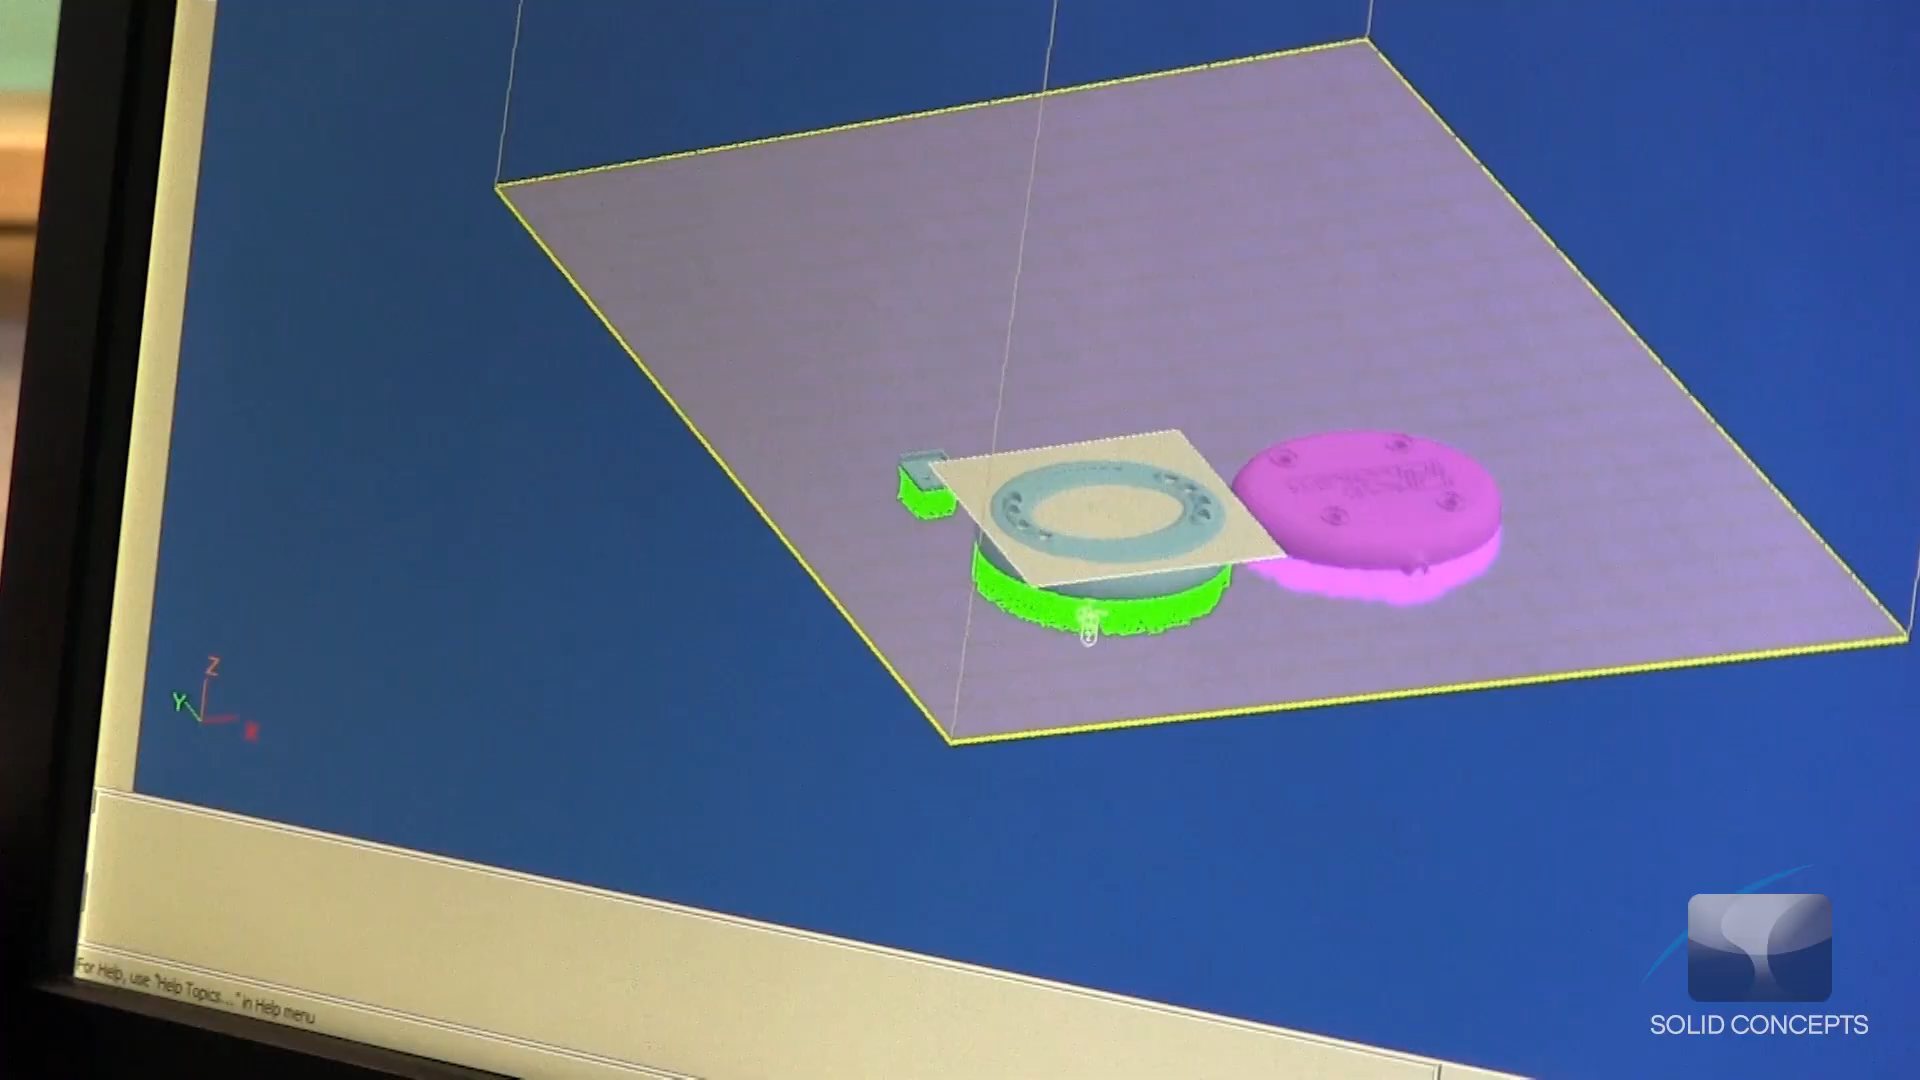 Z
Y
X
For Help, use "Help Topics..." in Help menu
SOLID CONCEPTS